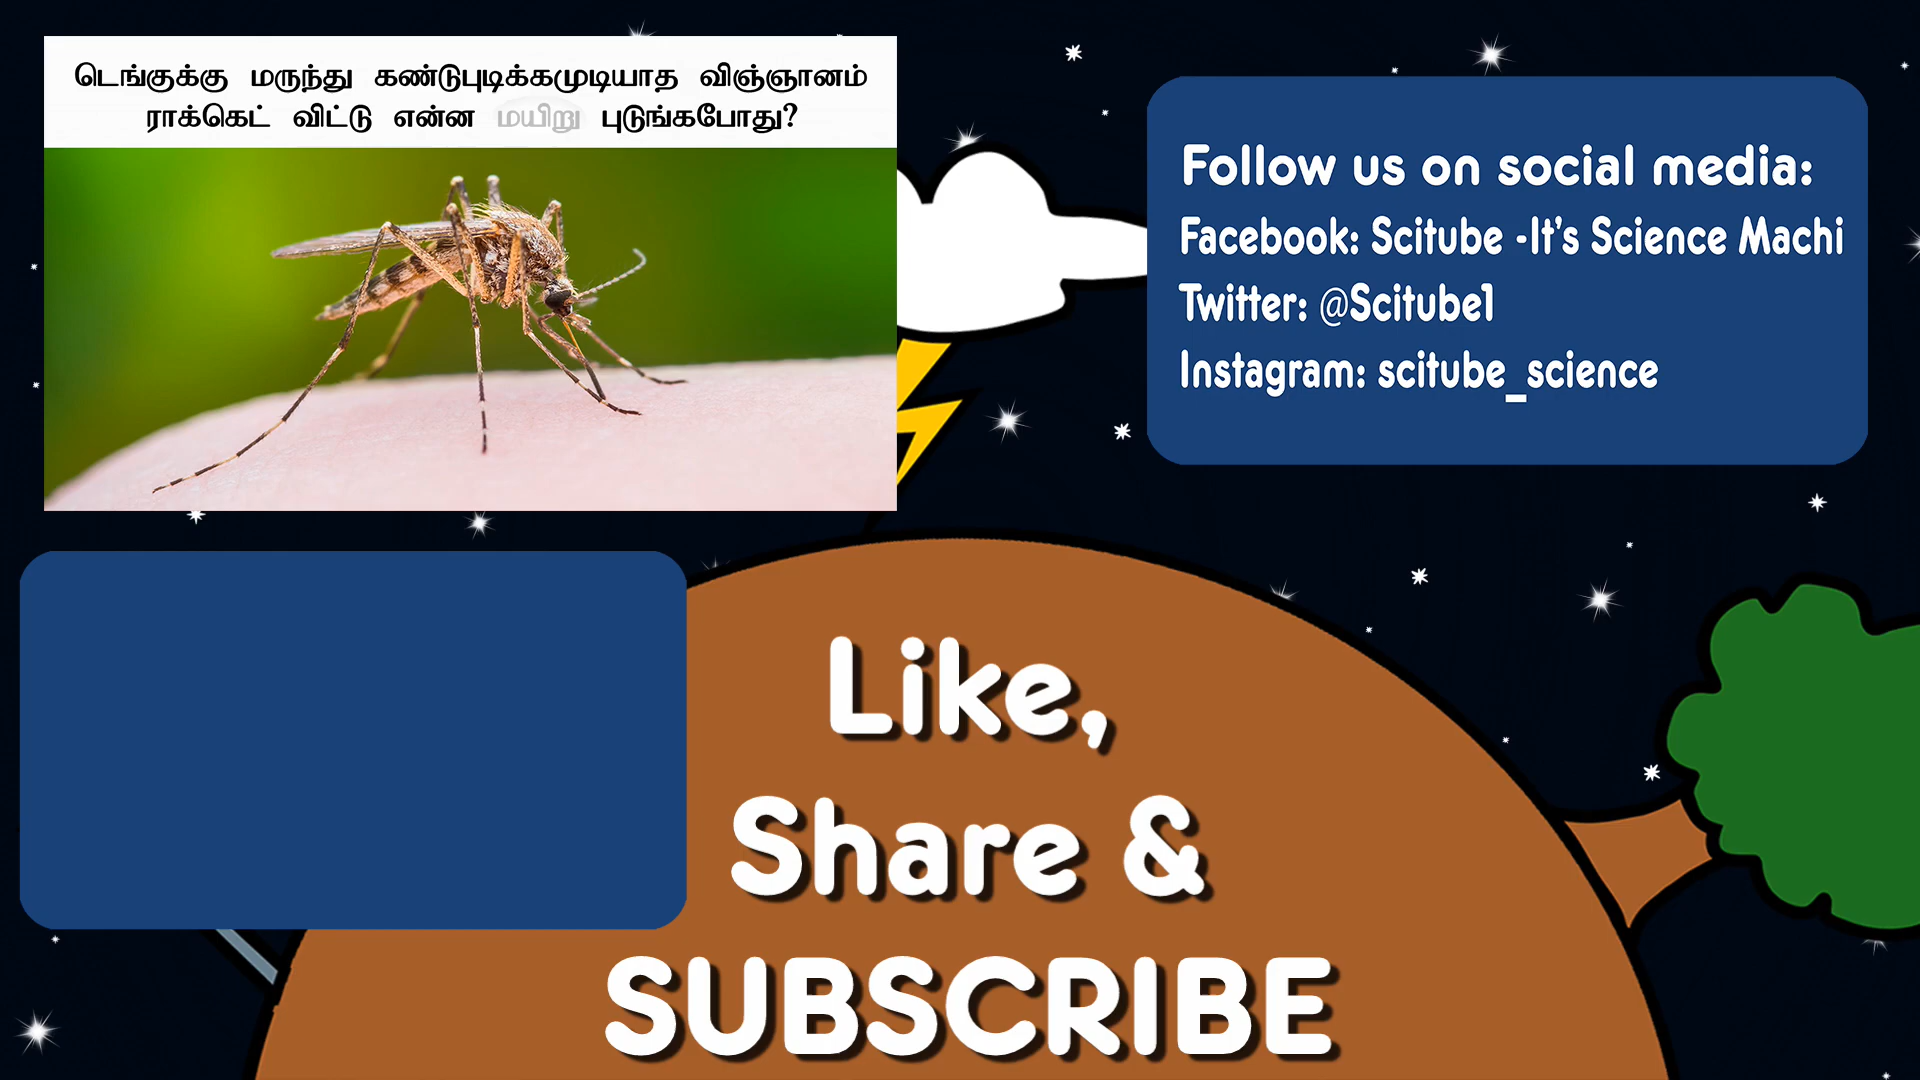 டெங்குக்கு மருந்து கண்டுபுடிக்கமுடியாத விஞ்ஞானம்
ராக்கெட் விட்டு என்ன மயிறு புடுங்கபோது?
Follow us on social media:
Facebook: Scitube -It's Science Machi
Twitter: @Scitube1
Instagram: scitube_science
Like,
Share &
SUBSCRIBE